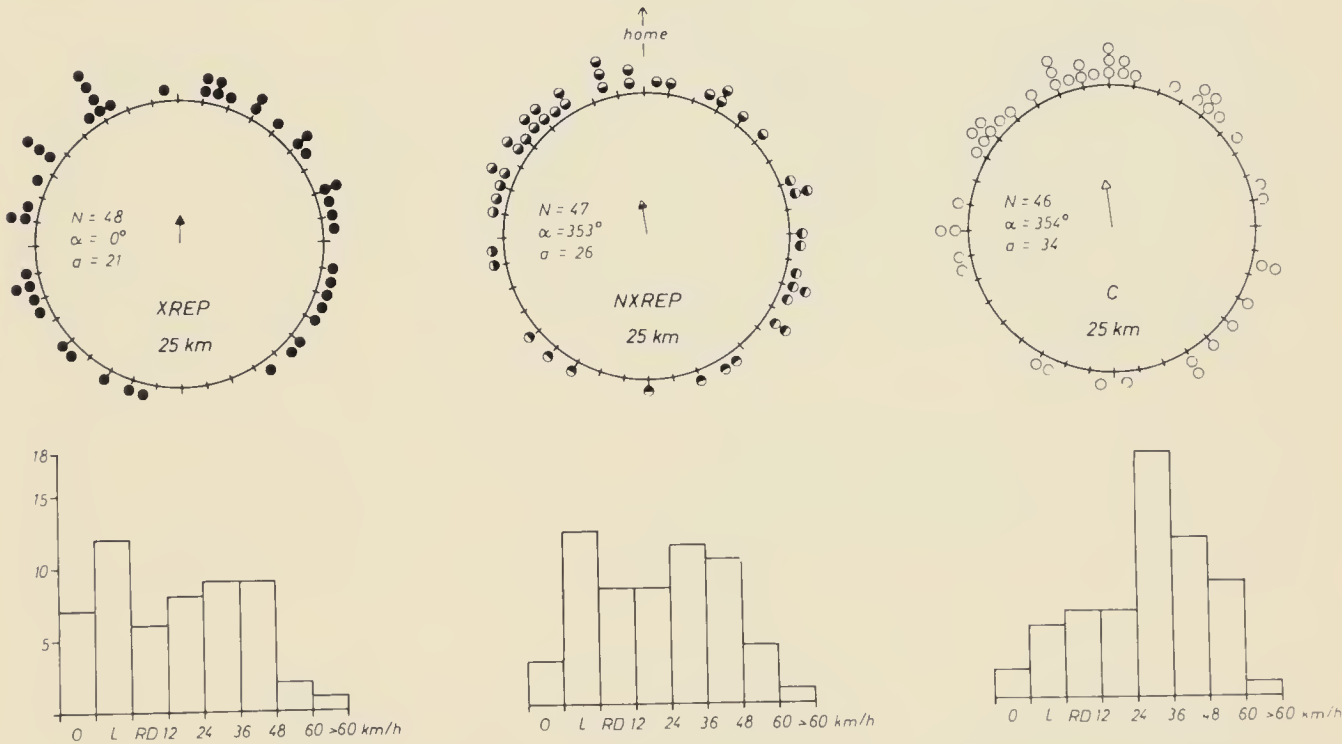 home
N = 48
α = 0°
a = 21
XREP
25 km
N = 47
α = 353°
a = 26
NXREP
25 km
N = 46
α = 354°
a = 34
C
25 km
18
15
10
5
0 L RD 12 24 36 48 60 >60 km/h
0 L RD 12 24 36 48 60 >60 km/h
0 L RD 12 24 36 48 60 >60 km/h